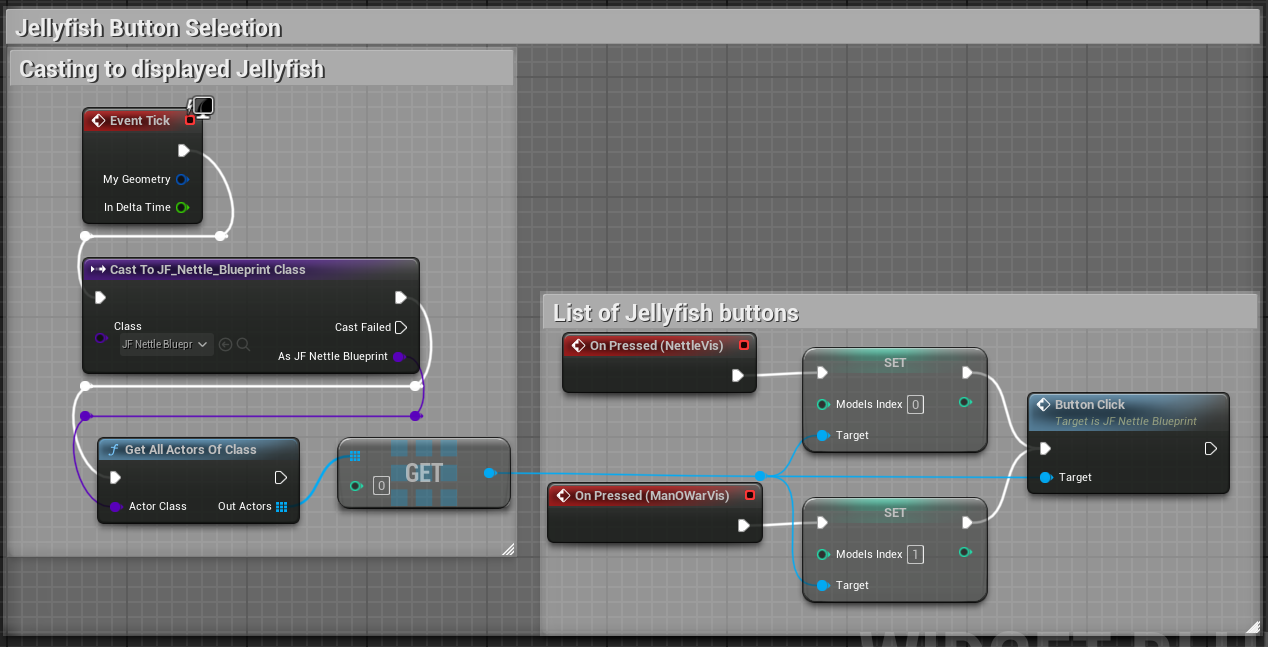 Jellyfish Button Selection
Casting to displayed Jellyfish
Event Tick
My Geometry
In Delta Time
Cast To JF_Nettle_Blueprint Class
Class
JF Nettle Bluepr
Cast Failed
As JF Nettle Blueprint
Get All Actors Of Class
Actor Class
Out Actors
GET
0
List of Jellyfish buttons
On Pressed (NettleVis)
SET
Models Index 0
Target
Button Click
Target is JF Nettle Blueprint
Target
On Pressed (ManOWarVis)
SET
Models Index 1
Target